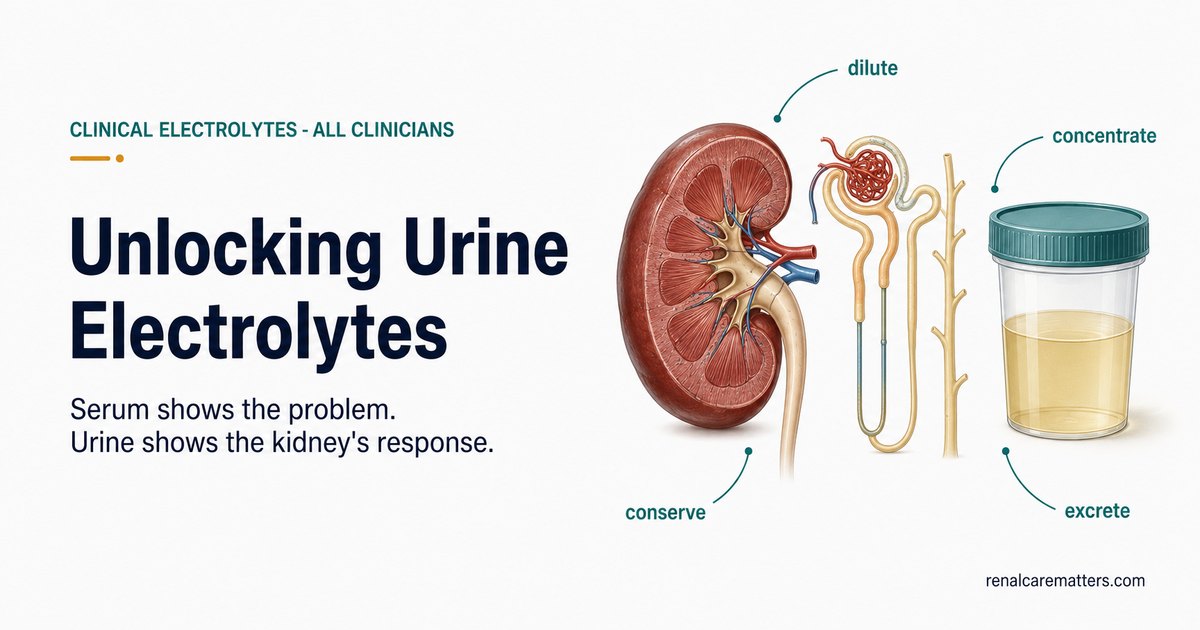 CLINICAL ELECTROLYTES - ALL CLINICIANS
Unlocking Urine
Electrolytes
Serum shows the problem.
Urine shows the kidney's response.
dilute
concentrate
conserve
excrete
renalcarematters.com